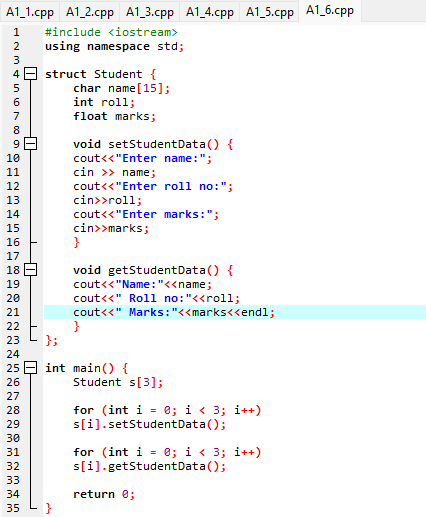 A1_1.cpp A1_2.cpp A1_3.cpp A1_4.cpp A1_5.cpp A1_6.cpp
1 #include <iostream>
2 using namespace std;
3
4 struct Student {
5 char name[15];
6 int roll;
7 float marks;
8
9 void setStudentData() {
10 cout<<"Enter name:";
11 cin >> name;
12 cout<<"Enter roll no:";
13 cin>>roll;
14 cout<<"Enter marks:";
15 cin>>marks;
16 }
17
18 void getStudentData() {
19 cout<<"Name:"<<name;
20 cout<<" Roll no:"<<roll;
21 cout<<" Marks:"<<marks<<endl;
22 }
23 };
24
25 int main() {
26 Student s[3];
27
28 for (int i = 0; i < 3; i++)
29 s[i].setStudentData();
30
31 for (int i = 0; i < 3; i++)
32 s[i].getStudentData();
33
34 return 0;
35 }